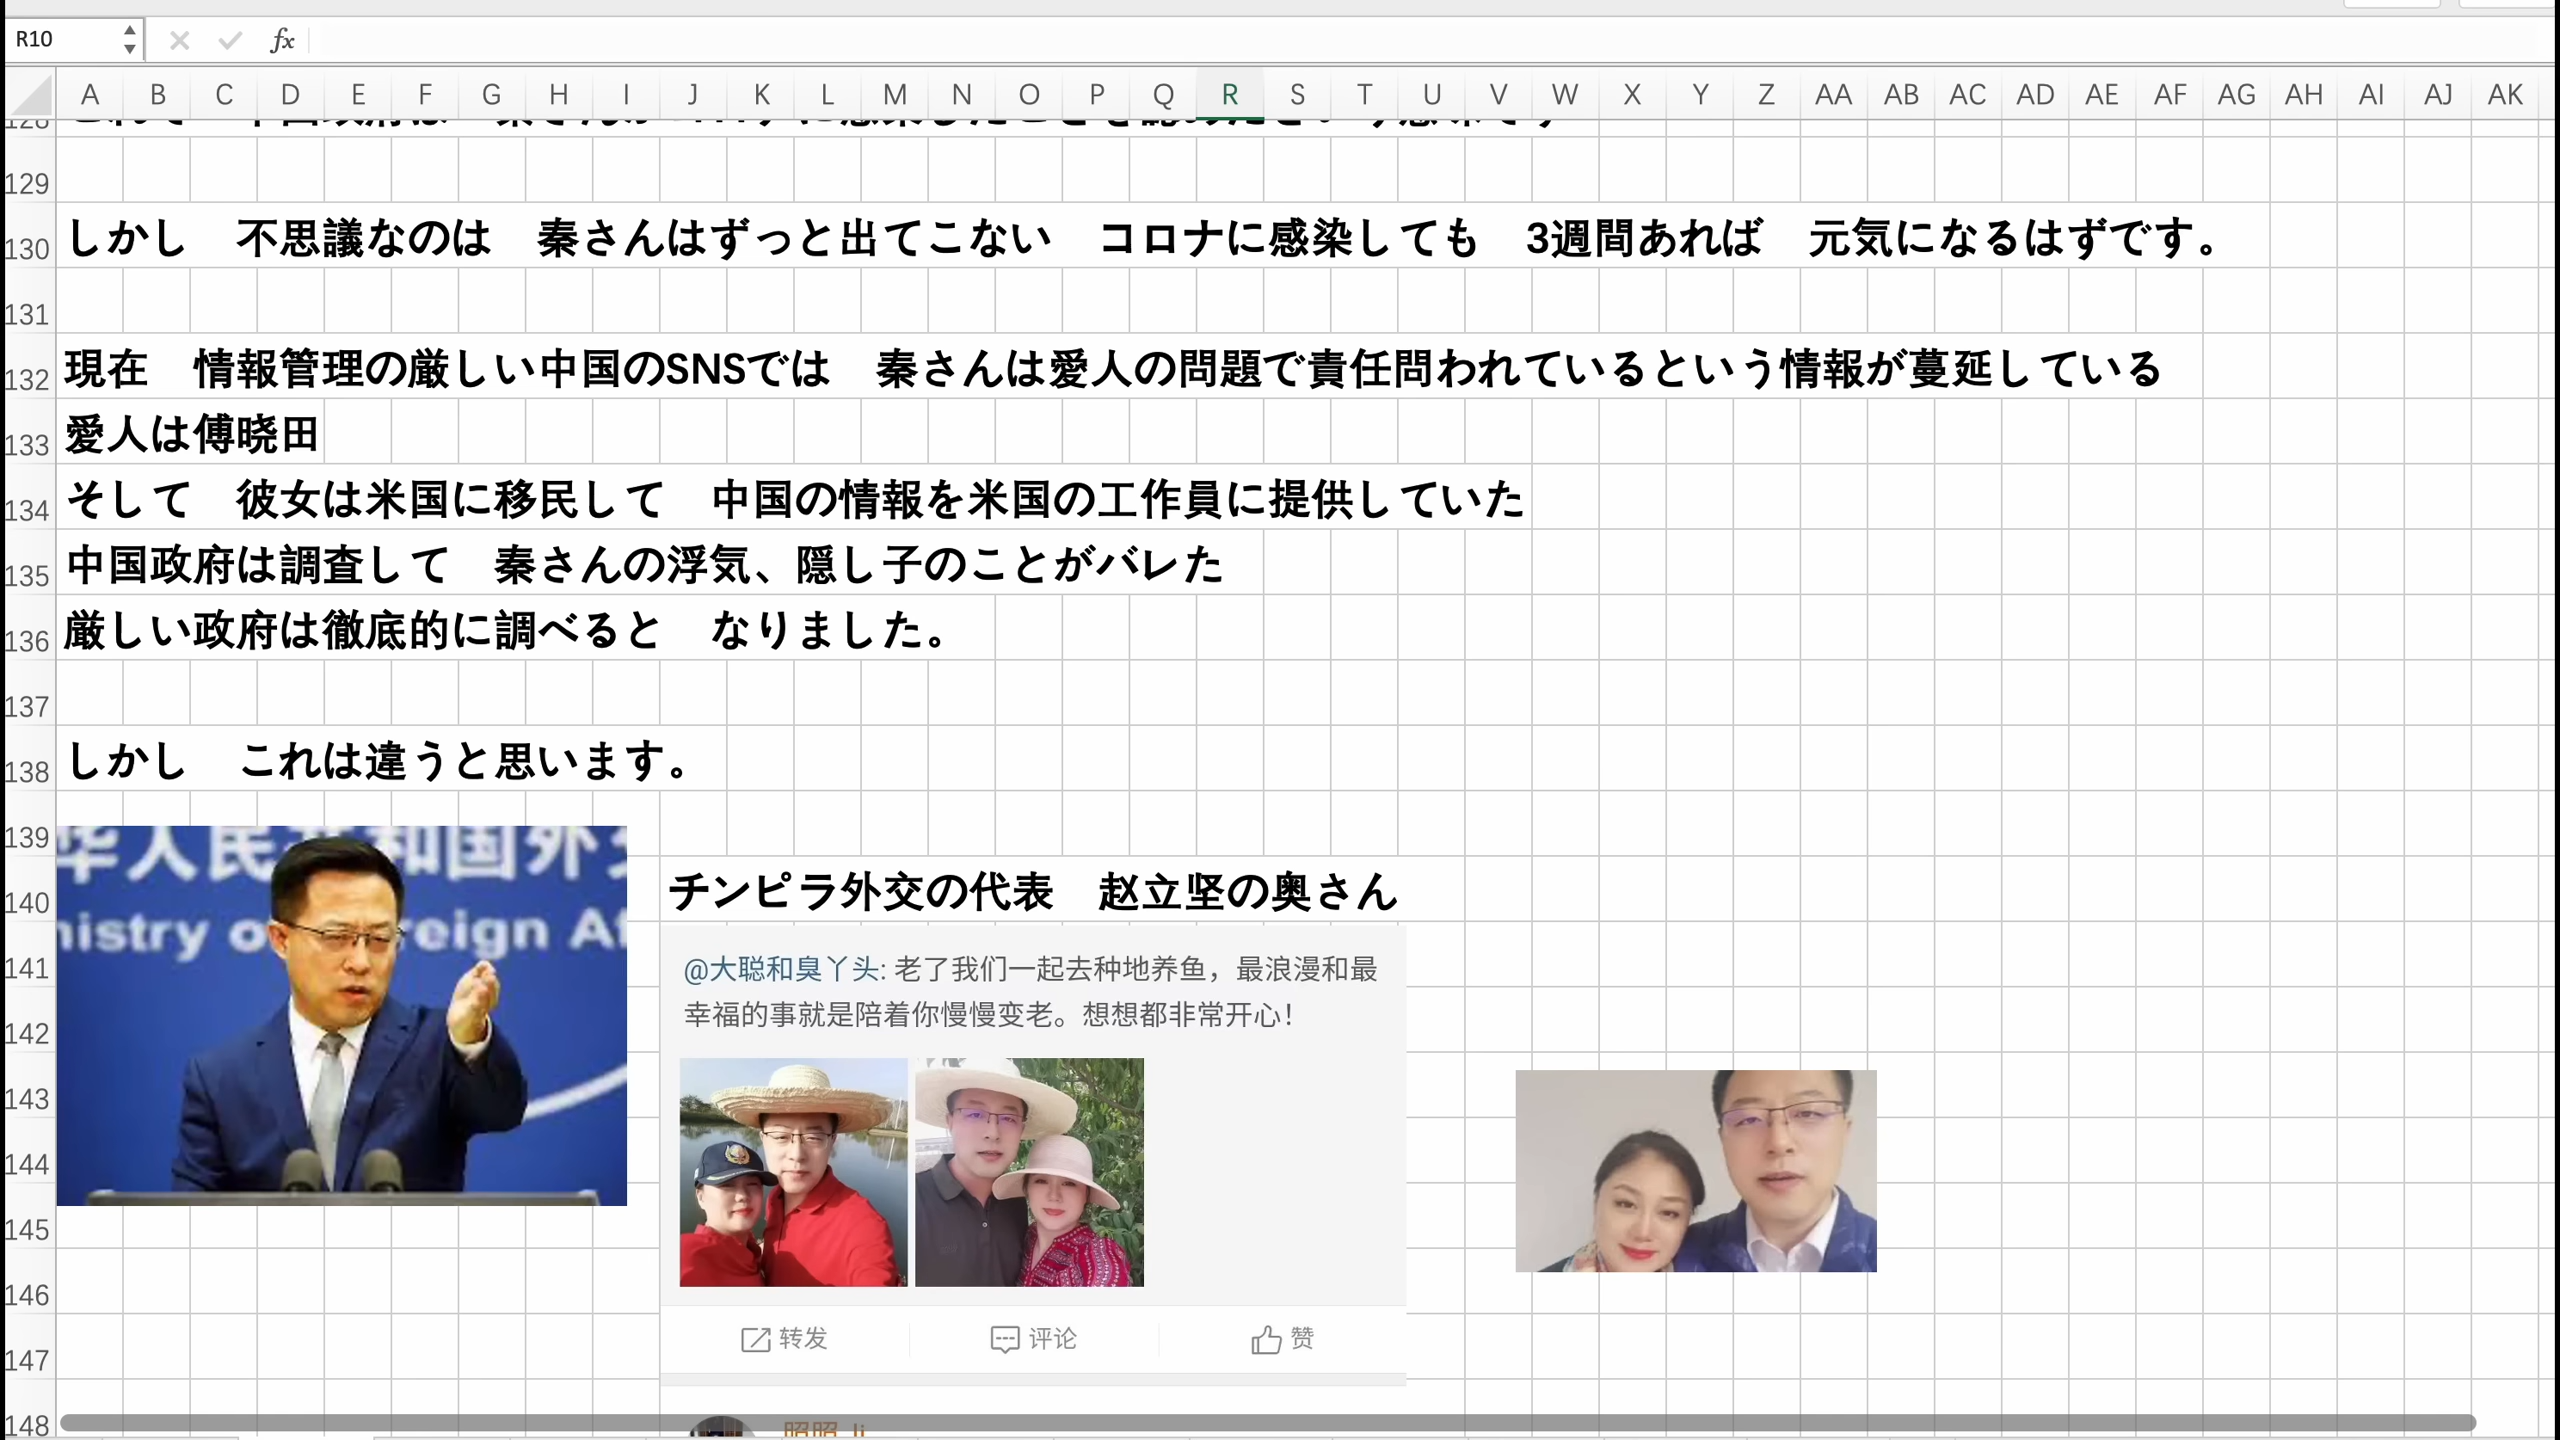 R10
fx
A B C D E F G H I J K L M N O P Q R S T U V W X Y Z AA AB AC AD AE AF AG AH AI AJ AK
128
129
130 しかし　不思議なのは　秦さんはずっと出てこない　コロナに感染しても　3週間あれば　元気になるはずです。
131
132 現在　情報管理の厳しい中国のSNSでは　秦さんは愛人の問題で責任問われているという情報が蔓延している
133 愛人は傅晓田
134 そして　彼女は米国に移民して　中国の情報を米国の工作員に提供していた
135 中国政府は調査して　秦さんの浮気、隠し子のことがバレた
136 厳しい政府は徹底的に調べると　なりました。
137
138 しかし　これは違うと思います。
139
华人民共和国外
nistry of reign Af
140 チンピラ外交の代表　赵立坚の奥さん
141 @大聪和臭丫头: 老了我们一起去种地养鱼，最浪漫和最
142 幸福的事就是陪着你慢慢变老。想想都非常开心！
143
144
145
146
147 转发 评论 赞
148